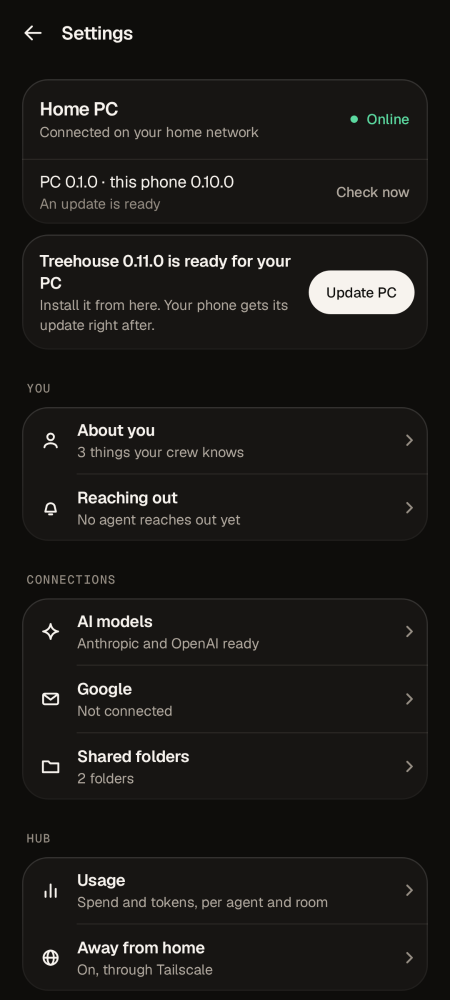 Settings
Home PC
Connected on your home network
Online
PC 0.1.0 · this phone 0.10.0
An update is ready
Check now
Treehouse 0.11.0 is ready for your
PC
Install it from here. Your phone gets its
update right after.
Update PC
YOU
About you
3 things your crew knows
Reaching out
No agent reaches out yet
CONNECTIONS
AI models
Anthropic and OpenAI ready
Google
Not connected
Shared folders
2 folders
HUB
Usage
Spend and tokens, per agent and room
Away from home
On, through Tailscale